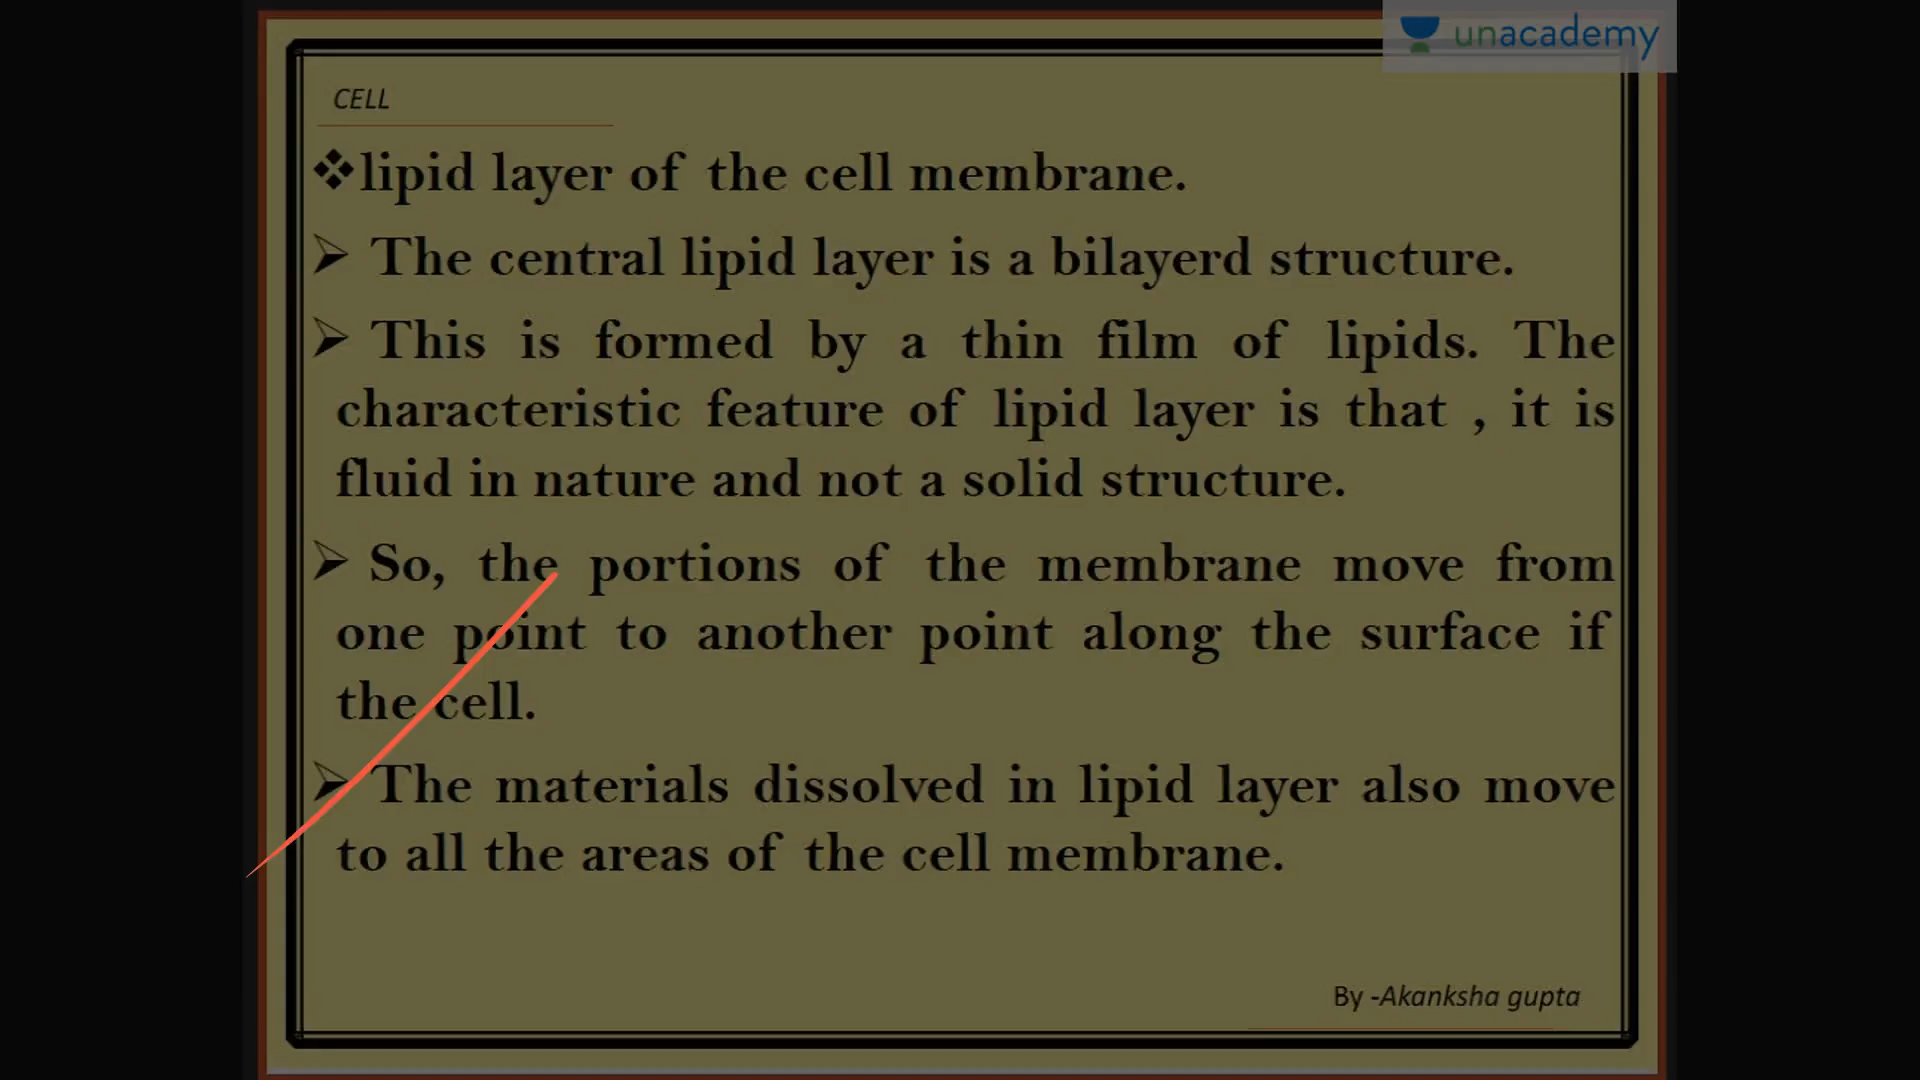 unacademy
CELL
❖lipid layer of the cell membrane.
➢ The central lipid layer is a bilayerd structure.
➢ This is formed by a thin film of lipids. The
characteristic feature of lipid layer is that , it is
fluid in nature and not a solid structure.
➢ So, the portions of the membrane move from
one point to another point along the surface if
the cell.
➢ The materials dissolved in lipid layer also move
to all the areas of the cell membrane.
By -Akanksha gupta